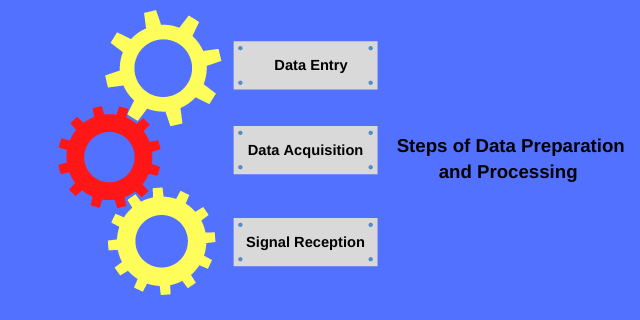 Data Entry
Data Acquisition
Signal Reception
Steps of Data Preparation
and Processing